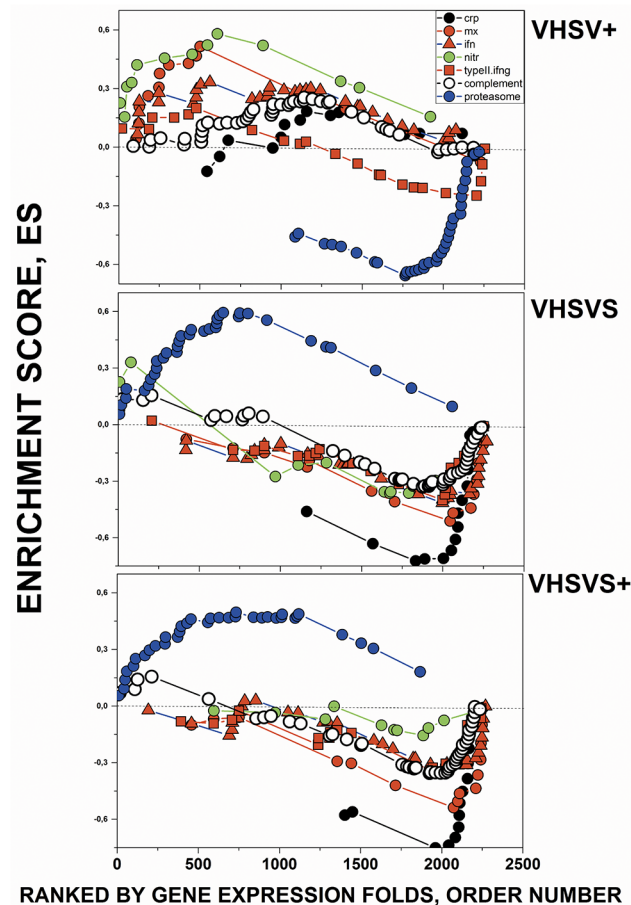 VHSV+
crp
mx
ifn
nitr
typeII.ifng
complement
proteasome
0,6
0,3
0,0
-0,3
-0,6
VHSVS
0,6
0,3
0,0
-0,3
-0,6
VHSVS+
0,6
0,3
0,0
-0,3
-0,6
0 500 1000 1500 2000 2500
ENRICHMENT SCORE, ES
RANKED BY GENE EXPRESSION FOLDS, ORDER NUMBER